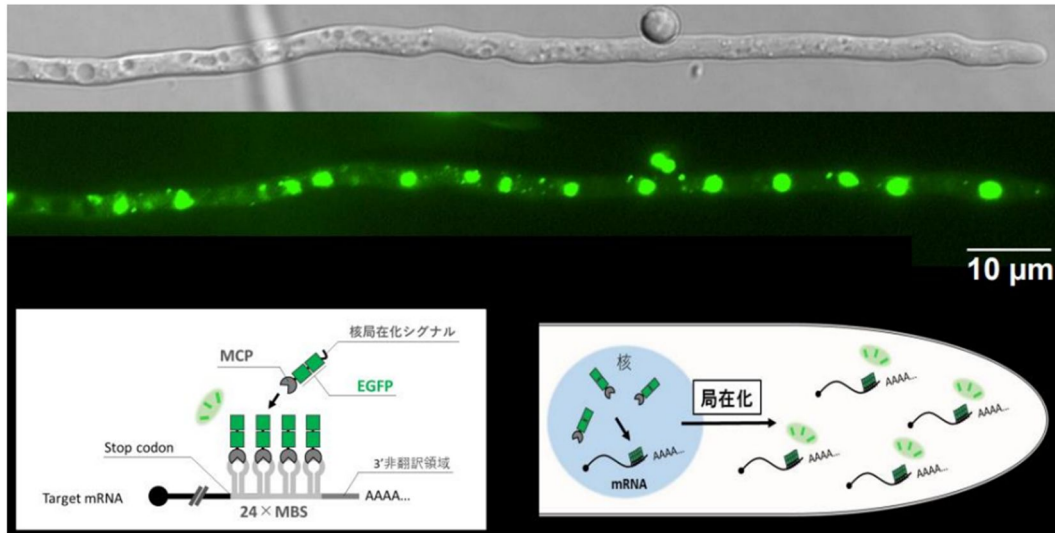 10 μm
核局在化シグナル
MCP
EGFP
Stop codon
3'非翻訳領域
Target mRNA
AAAA...
24×MBS
核
局在化
AAAA...
mRNA
AAAA...
AAAA...
AAAA...
AAAA...